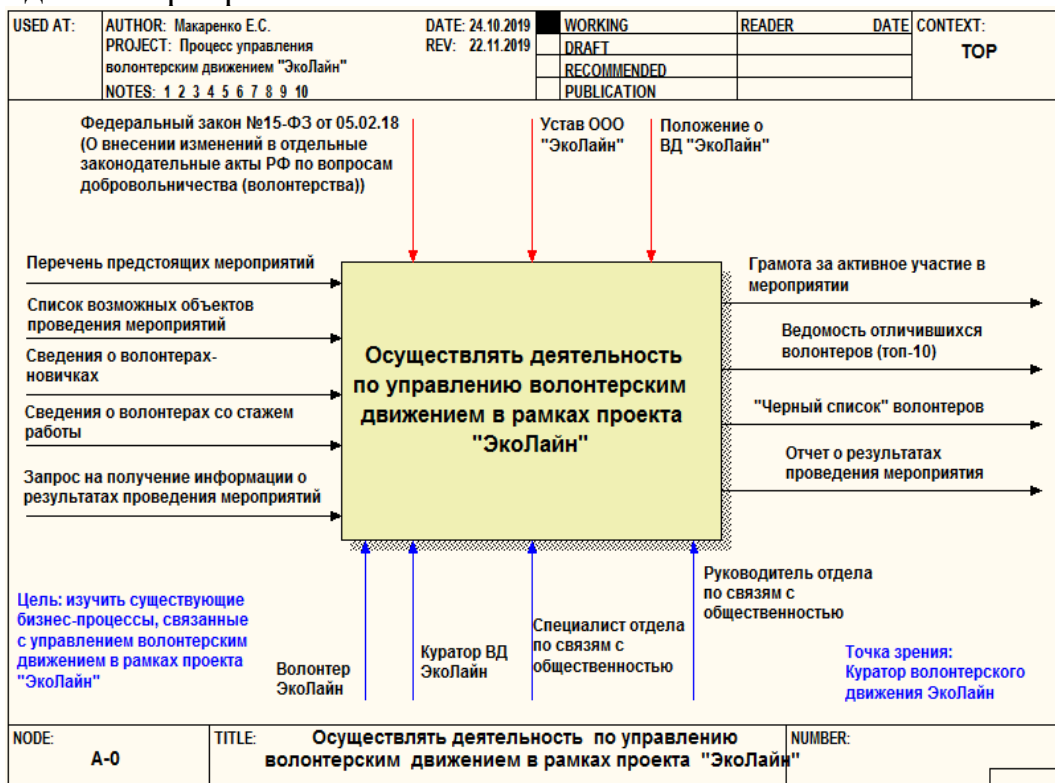 USED AT:
AUTHOR: Макаренко Е.С.
DATE: 24.10.2019
PROJECT: Процесс управления
REV: 22.11.2019
волонтерским движением "ЭкоЛайн"
NOTES: 1 2 3 4 5 6 7 8 9 10
WORKING
DRAFT
RECOMMENDED
PUBLICATION
READER
DATE
CONTEXT:
TOP
Федеральный закон №15-ФЗ от 05.02.18
(О внесении изменений в отдельные
законодательные акты РФ по вопросам
добровольничества (волонтерства))
Устав ООО
"ЭкоЛайн"
Положение о
ВД "ЭкоЛайн"
Перечень предстоящих мероприятий
Список возможных объектов
проведения мероприятий
Сведения о волонтерах-
новичках
Сведения о волонтерах со стажем
работы
Запрос на получение информации о
результатах проведения мероприятий
Осуществлять деятельность
по управлению волонтерским
движением в рамках проекта
"ЭкоЛайн"
Грамота за активное участие в
мероприятии
Ведомость отличившихся
волонтеров (топ-10)
"Черный список" волонтеров
Отчет о результатах
проведения мероприятия
Цель: изучить существующие
бизнес-процессы, связанные
с управлением волонтерским
движением в рамках проекта
"ЭкоЛайн"
Волонтер
ЭкоЛайн
Куратор ВД
ЭкоЛайн
Специалист отдела
по связям с
общественностью
Руководитель отдела
по связям с
общественностью
Точка зрения:
Куратор волонтерского
движения ЭкоЛайн
NODE:
A-0
TITLE:
Осуществлять деятельность по управлению
волонтерским движением в рамках проекта "ЭкоЛайн"
NUMBER: